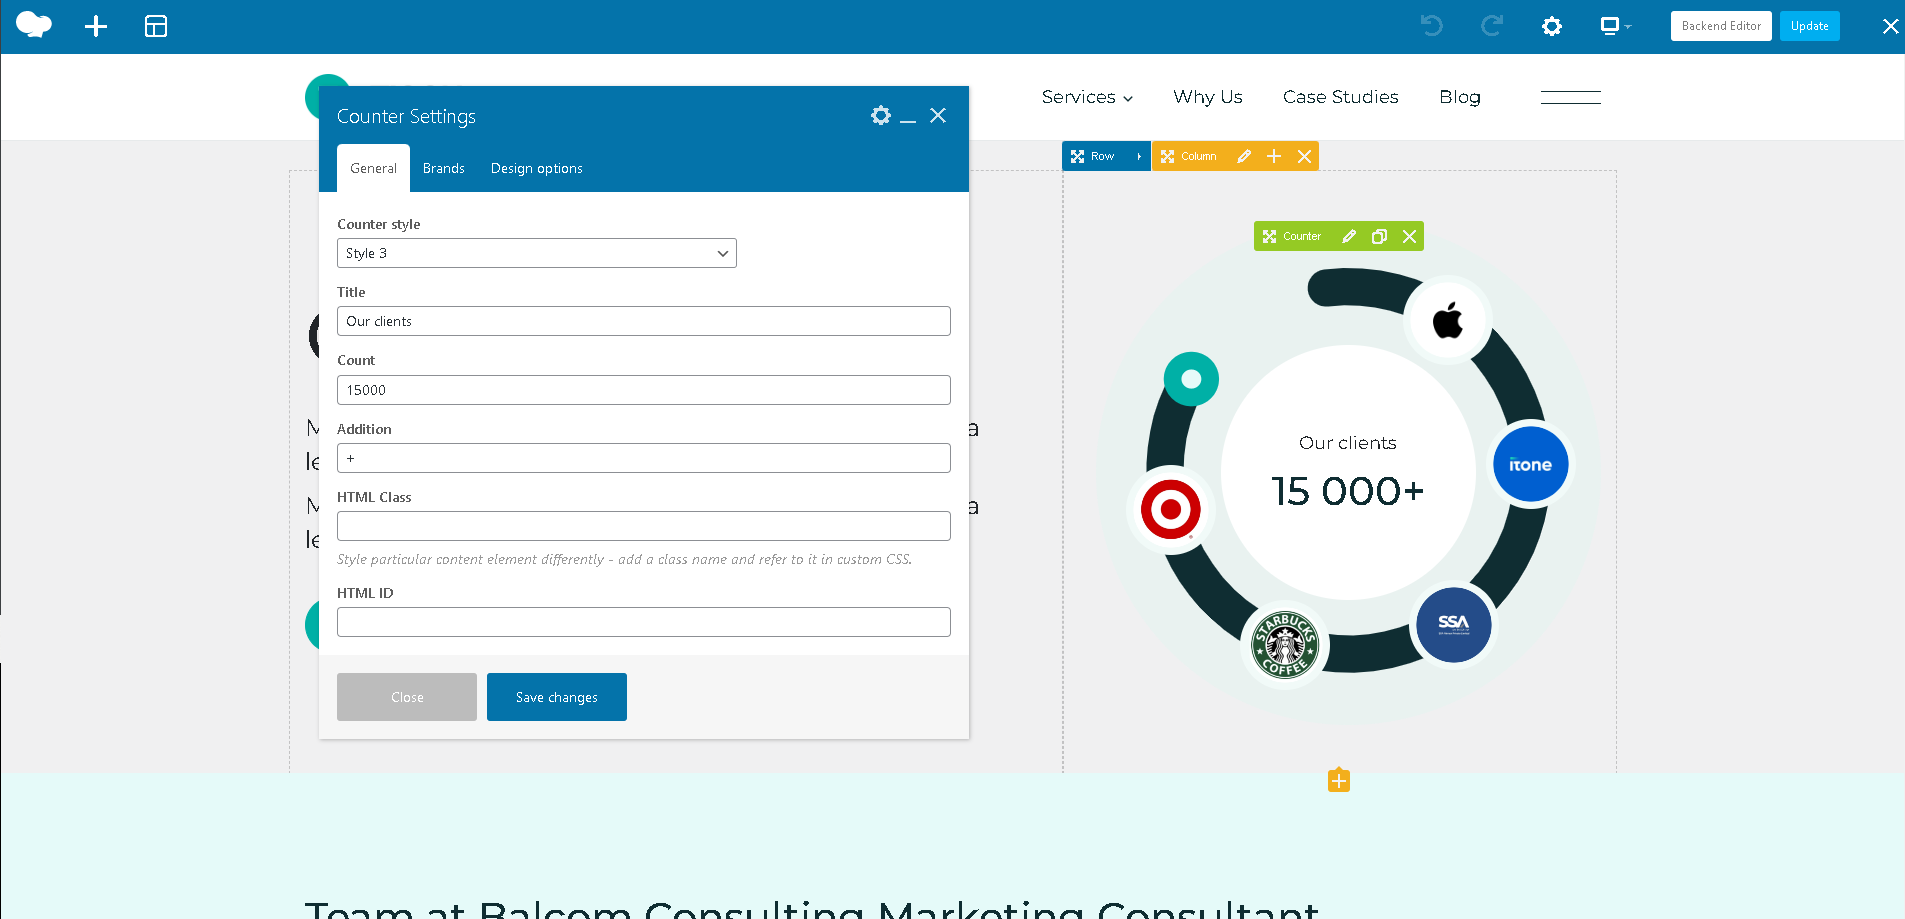 Backend Editor
Update
Services
Why Us
Case Studies
Blog
Counter Settings
General
Brands
Design options
Counter style
Style 3
Title
Our clients
Count
15000
Addition
+
HTML Class
Style particular content element differently - add a class name and refer to it in custom CSS.
HTML ID
Close
Save changes
Row
Column
Counter
Our clients
15 000+
itone
SSA
STARBUCKS
COFFEE
a
a
Team at Balcom Consulting Marketing Consultant